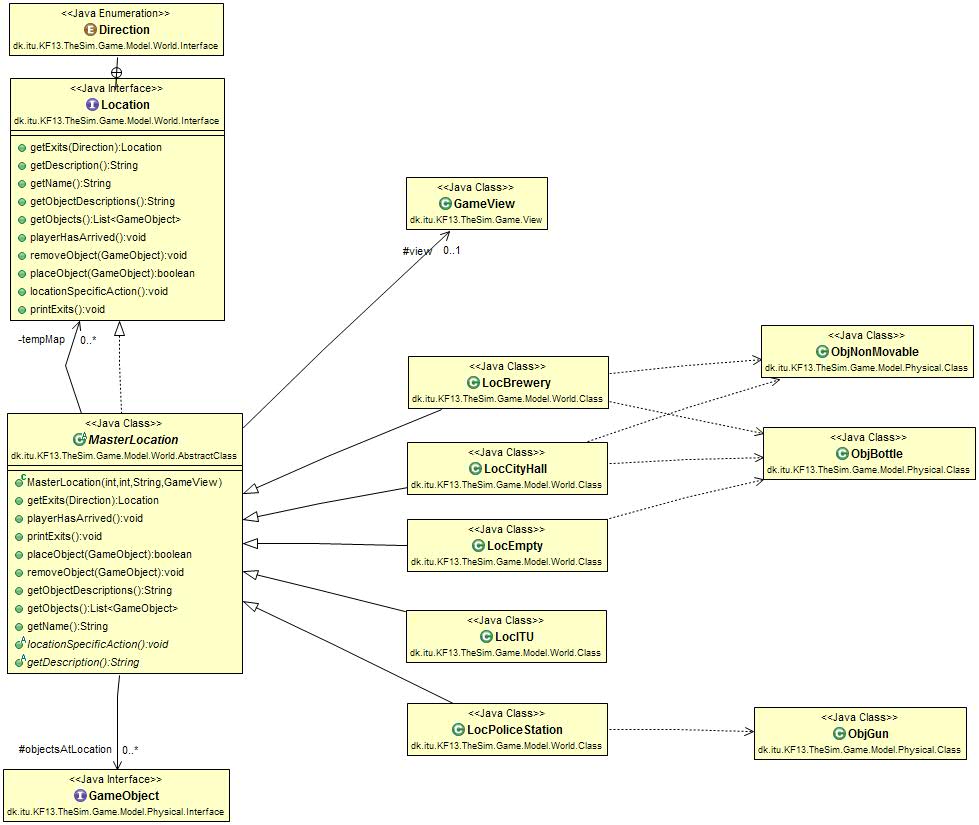 <<Java Enumeration>>
Direction
dk.itu.KF13.TheSim.Game.Model.World.Interface
<<Java Interface>>
Location
dk.itu.KF13.TheSim.Game.Model.World.Interface
getExits(Direction):Location
getDescription():String
getName():String
getObjectDescriptions():String
getObjects():List<GameObject>
playerHasArrived():void
removeObject(GameObject):void
placeObject(GameObject):boolean
locationSpecificAction():void
printExits():void
-tempMap
0..*
<<Java Class>>
GameView
dk.itu.KF13.TheSim.Game.View
#view
0..1
<<Java Class>>
MasterLocation
dk.itu.KF13.TheSim.Game.Model.World.AbstractClass
MasterLocation(int,int,String,GameView)
getExits(Direction):Location
playerHasArrived():void
printExits():void
placeObject(GameObject):boolean
removeObject(GameObject):void
getObjectDescriptions():String
getObjects():List<GameObject>
getName():String
locationSpecificAction():void
getDescription():String
#objectsAtLocation
0..*
<<Java Interface>>
GameObject
dk.itu.KF13.TheSim.Game.Model.Physical.Interface
<<Java Class>>
LocBrewery
dk.itu.KF13.TheSim.Game.Model.World.Class
<<Java Class>>
LocCityHall
dk.itu.KF13.TheSim.Game.Model.World.Class
<<Java Class>>
LocEmpty
dk.itu.KF13.TheSim.Game.Model.World.Class
<<Java Class>>
LocITU
dk.itu.KF13.TheSim.Game.Model.World.Class
<<Java Class>>
LocPoliceStation
dk.itu.KF13.TheSim.Game.Model.World.Class
<<Java Class>>
ObjNonMovable
dk.itu.KF13.TheSim.Game.Model.Physical.Class
<<Java Class>>
ObjBottle
dk.itu.KF13.TheSim.Game.Model.Physical.Class
<<Java Class>>
ObjGun
dk.itu.KF13.TheSim.Game.Model.Physical.Class